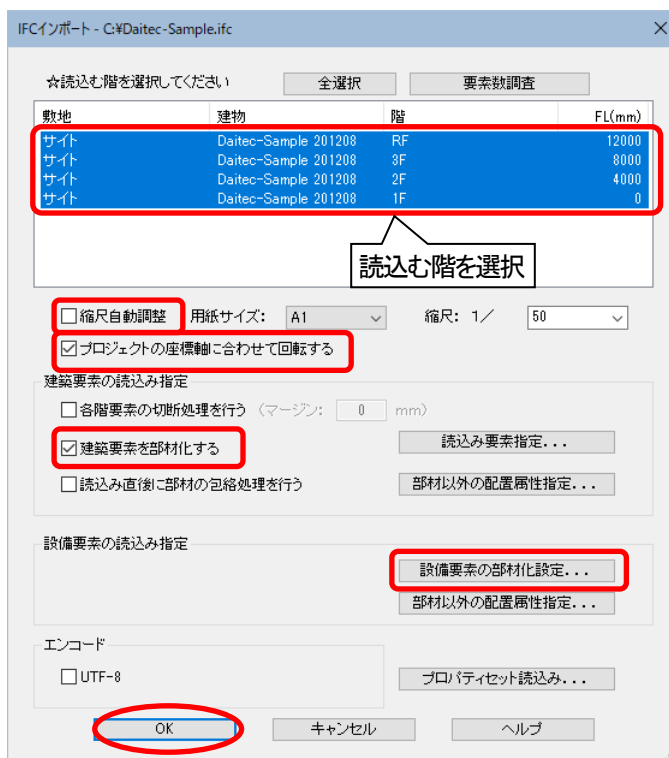 IFCインポート - C:¥Daitec-Sample.ifc
☆読込む階を選択してください 全選択 要素数調査
敷地 建物 階 FL(mm)
サイト Daitec-Sample 201208 RF 12000
サイト Daitec-Sample 201208 3F 8000
サイト Daitec-Sample 201208 2F 4000
サイト Daitec-Sample 201208 1F 0
読込む階を選択
縮尺自動調整 用紙サイズ: A1 縮尺: 1/ 50
プロジェクトの座標軸に合わせて回転する
建築要素の読込み指定
各階要素の切断処理を行う (マージン: 0 mm)
建築要素を部材化する 読込み要素指定...
読込み直後に部材の包絡処理を行う 部材以外の配置属性指定...
設備要素の読込み指定
設備要素の部材化設定...
部材以外の配置属性指定...
エンコード
UTF-8 プロパティセット読込み...
OK キャンセル ヘルプ